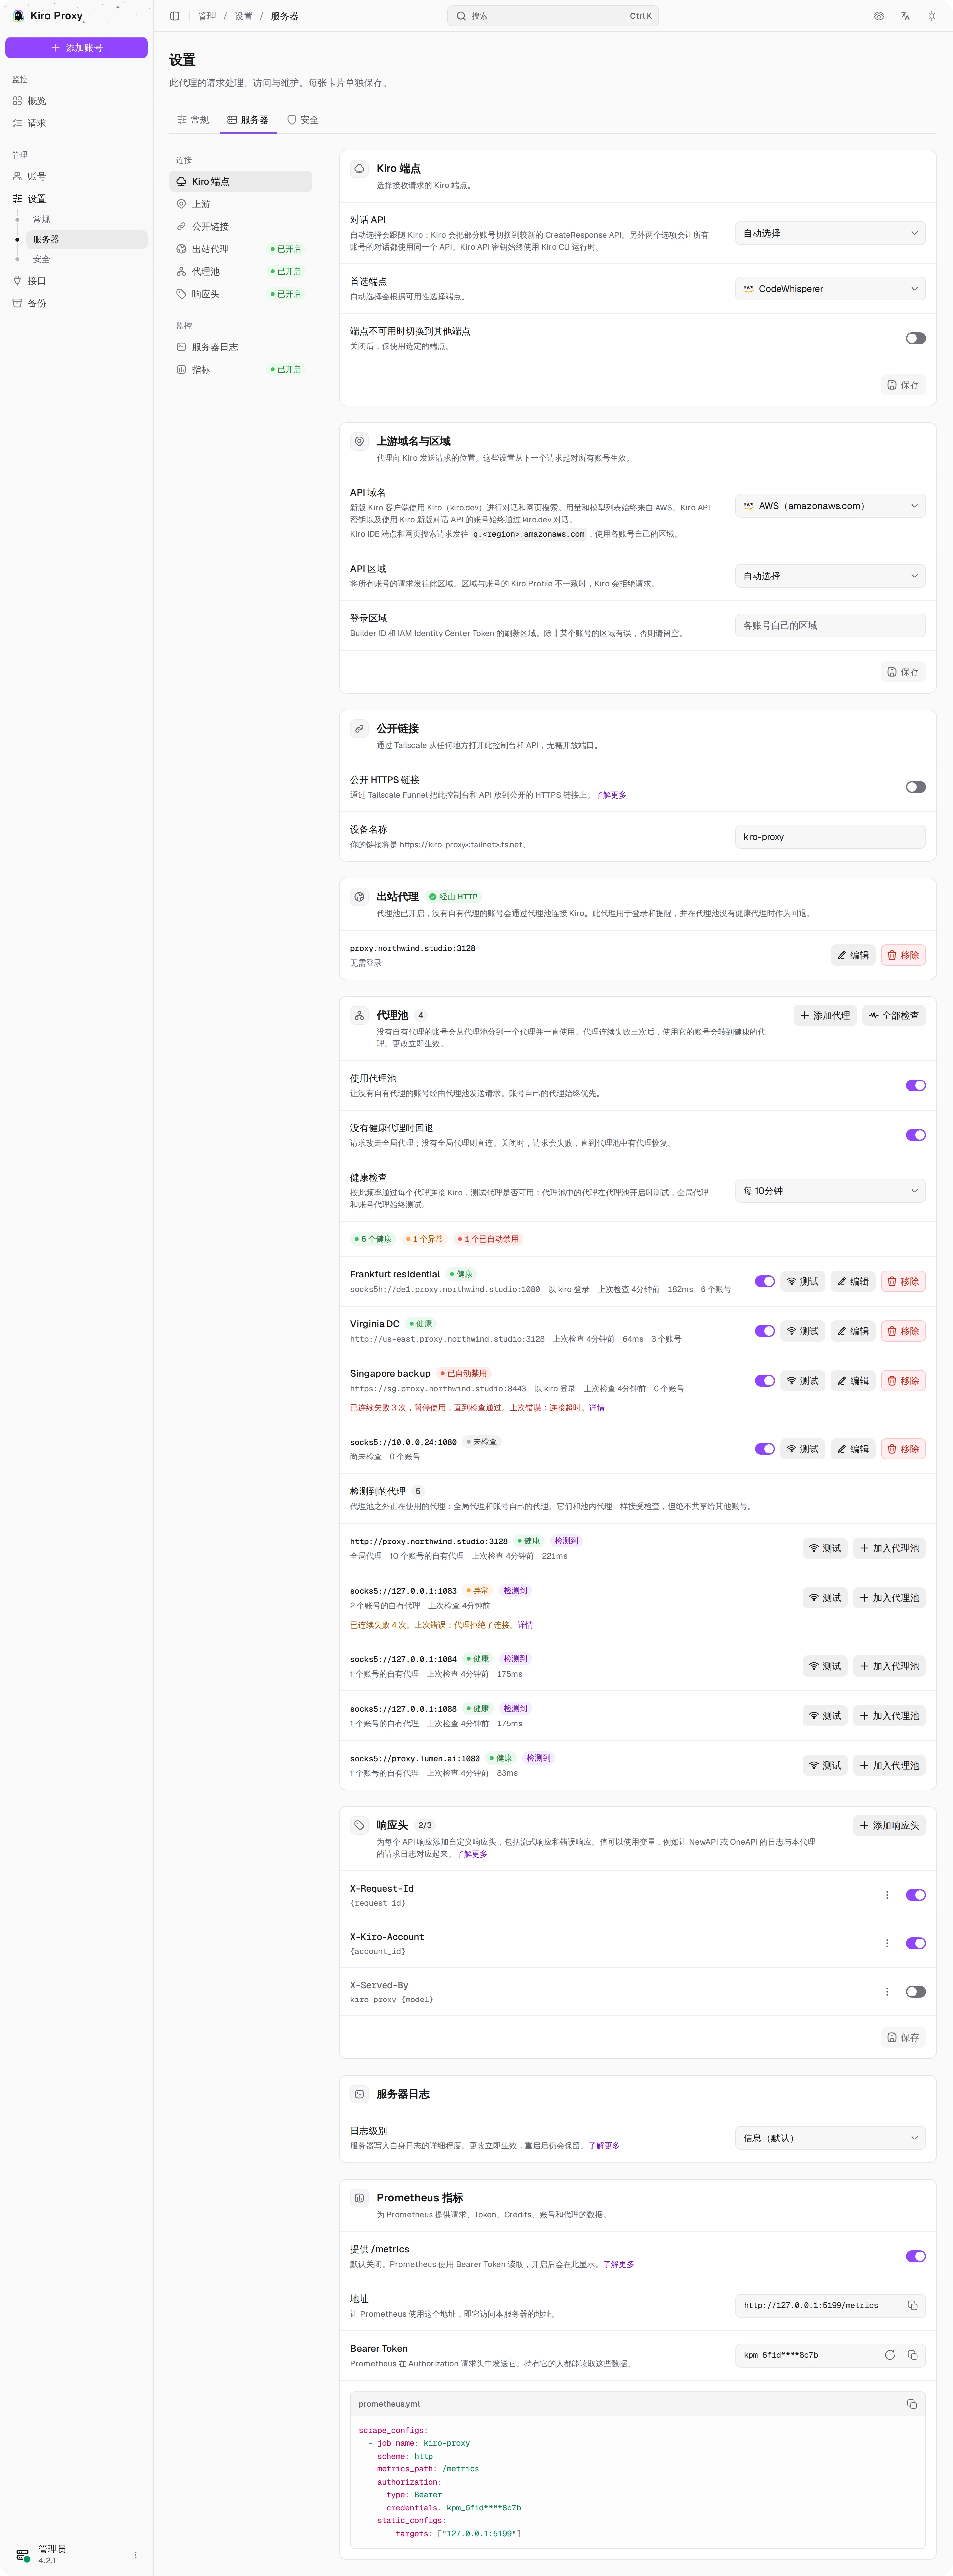 Kiro Proxy
添加账号
监控
概览
请求
管理
账号
设置
常规
服务器
安全
接口
备份
管理员
4.2.1
管理 / 设置 / 服务器
搜索
Ctrl K
设置
此代理的请求处理、访问与维护。每张卡片单独保存。
常规
服务器
安全
连接
Kiro 端点
上游
公开链接
出站代理 已开启
代理池 已开启
响应头 已开启
监控
服务器日志
指标 已开启
Kiro 端点
选择接收请求的 Kiro 端点。
对话 API
自动选择会跟随 Kiro：Kiro 会把部分账号切换到较新的 CreateResponse API。另外两个选项会让所有
账号的对话都使用同一个 API。Kiro API 密钥始终使用 Kiro CLI 运行时。
自动选择
首选端点
自动选择会根据可用性选择端点。
aws CodeWhisperer
端点不可用时切换到其他端点
关闭后，仅使用选定的端点。
保存
上游域名与区域
代理向 Kiro 发送请求的位置。这些设置从下一个请求起对所有账号生效。
API 域名
新版 Kiro 客户端使用 Kiro（kiro.dev）进行对话和网页搜索。用量和模型列表始终来自 AWS。Kiro API
密钥以及使用 Kiro 新版对话 API 的账号始终通过 kiro.dev 对话。
Kiro IDE 端点和网页搜索请求发往 q.<region>.amazonaws.com ，使用各账号自己的区域。
aws AWS（amazonaws.com）
API 区域
将所有账号的请求发往此区域。区域与账号的 Kiro Profile 不一致时，Kiro 会拒绝请求。
自动选择
登录区域
Builder ID 和 IAM Identity Center Token 的刷新区域。除非某个账号的区域有误，否则请留空。
各账号自己的区域
保存
公开链接
通过 Tailscale 从任何地方打开此控制台和 API，无需开放端口。
公开 HTTPS 链接
通过 Tailscale Funnel 把此控制台和 API 放到公开的 HTTPS 链接上。了解更多
设备名称
你的链接将是 https://kiro-proxy.<tailnet>.ts.net。
kiro-proxy
出站代理 经由 HTTP
代理池已开启，没有自有代理的账号会通过代理池连接 Kiro。此代理用于登录和提醒，并在代理池没有健康代理时作为回退。
proxy.northwind.studio:3128
无需登录
编辑
移除
代理池 4
没有自有代理的账号会从代理池分到一个代理并一直使用。代理连续失败三次后，使用它的账号会转到健康的代
理。更改立即生效。
添加代理
全部检查
使用代理池
让没有自有代理的账号经由代理池发送请求。账号自己的代理始终优先。
没有健康代理时回退
请求改走全局代理；没有全局代理则直连。关闭时，请求会失败，直到代理池中有代理恢复。
健康检查
按此频率通过每个代理连接 Kiro，测试代理是否可用：代理池中的代理在代理池开启时测试，全局代理
和账号代理始终测试。
每 10分钟
6 个健康 1 个异常 1 个已自动禁用
Frankfurt residential 健康
socks5h://de1.proxy.northwind.studio:1080 以 kiro 登录 上次检查 4分钟前 182ms 6 个账号
测试 编辑 移除
Virginia DC 健康
http://us-east.proxy.northwind.studio:3128 上次检查 4分钟前 64ms 3 个账号
测试 编辑 移除
Singapore backup 已自动禁用
https://sg.proxy.northwind.studio:8443 以 kiro 登录 上次检查 4分钟前 0 个账号
已连续失败 3 次，暂停使用，直到检查通过。上次错误：连接超时。详情
测试 编辑 移除
socks5://10.0.0.24:1080 未检查
尚未检查 0 个账号
测试 编辑 移除
检测到的代理 5
代理池之外正在使用的代理：全局代理和账号自己的代理。它们和池内代理一样接受检查，但绝不共享给其他账号。
http://proxy.northwind.studio:3128 健康 检测到
全局代理 10 个账号的自有代理 上次检查 4分钟前 221ms
测试 加入代理池
socks5://127.0.0.1:1083 异常 检测到
2 个账号的自有代理 上次检查 4分钟前
已连续失败 4 次。上次错误：代理拒绝了连接。详情
测试 加入代理池
socks5://127.0.0.1:1084 健康 检测到
1 个账号的自有代理 上次检查 4分钟前 175ms
测试 加入代理池
socks5://127.0.0.1:1088 健康 检测到
1 个账号的自有代理 上次检查 4分钟前 175ms
测试 加入代理池
socks5://proxy.lumen.ai:1080 健康 检测到
1 个账号的自有代理 上次检查 4分钟前 83ms
测试 加入代理池
响应头 2/3
为每个 API 响应添加自定义响应头，包括流式响应和错误响应。值可以使用变量，例如让 NewAPI 或 OneAPI 的日志与本代理
的请求日志对应起来。了解更多
添加响应头
X-Request-Id
{request_id}
X-Kiro-Account
{account_id}
X-Served-By
kiro-proxy {model}
保存
服务器日志
日志级别
服务器写入自身日志的详细程度。更改立即生效，重启后仍会保留。了解更多
信息（默认）
Prometheus 指标
为 Prometheus 提供请求、Token、Credits、账号和代理的数据。
提供 /metrics
默认关闭。Prometheus 使用 Bearer Token 读取，开启后会在此显示。了解更多
地址
让 Prometheus 使用这个地址，即它访问本服务器的地址。
http://127.0.0.1:5199/metrics
Bearer Token
Prometheus 在 Authorization 请求头中发送它。持有它的人都能读取这些数据。
kpm_6f1d****8c7b
prometheus.yml
scrape_configs:
- job_name: kiro-proxy
scheme: http
metrics_path: /metrics
authorization:
type: Bearer
credentials: kpm_6f1d****8c7b
static_configs:
- targets: ["127.0.0.1:5199"]